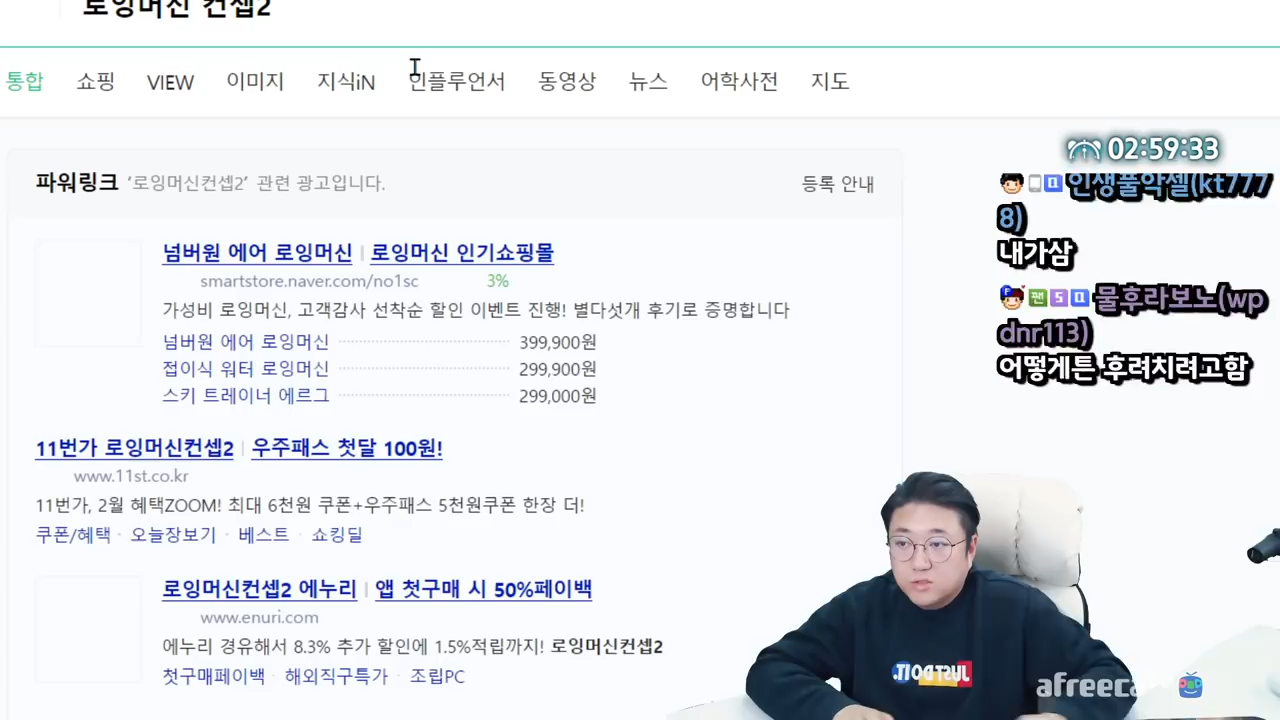 로잉머신 컨셉2
통합 쇼핑 VIEW 이미지 지식iN 인플루언서 동영상 뉴스 어학사전 지도
파워링크 '로잉머신컨셉2' 관련 광고입니다. 등록 안내
넘버원 에어 로잉머신 | 로잉머신 인기쇼핑몰
smartstore.naver.com/no1sc 3%
가성비 로잉머신, 고객감사 선착순 할인 이벤트 진행! 별다섯개 후기로 증명합니다
넘버원 에어 로잉머신 399,900원
접이식 워터 로잉머신 299,900원
스키 트레이너 에르그 299,000원
11번가 로잉머신컨셉2 | 우주패스 첫달 100원!
www.11st.co.kr
11번가, 2월 혜택ZOOM! 최대 6천원 쿠폰+우주패스 5천원쿠폰 한장 더!
쿠폰/혜택 · 오늘장보기 · 베스트 · 쇼킹딜
로잉머신컨셉2 에누리 | 앱 첫구매 시 50%페이백
www.enuri.com
에누리 경유해서 8.3% 추가 할인에 1.5%적립까지! 로잉머신컨셉2
첫구매페이백 · 해외직구특가 · 조립PC
02:59:33
인생풀악셀(kt777
8)
내가삼
팬 5 물후라보노(wp
dnr113)
어떻게튼 후려치려고함
JUST DO IT.
afreeca